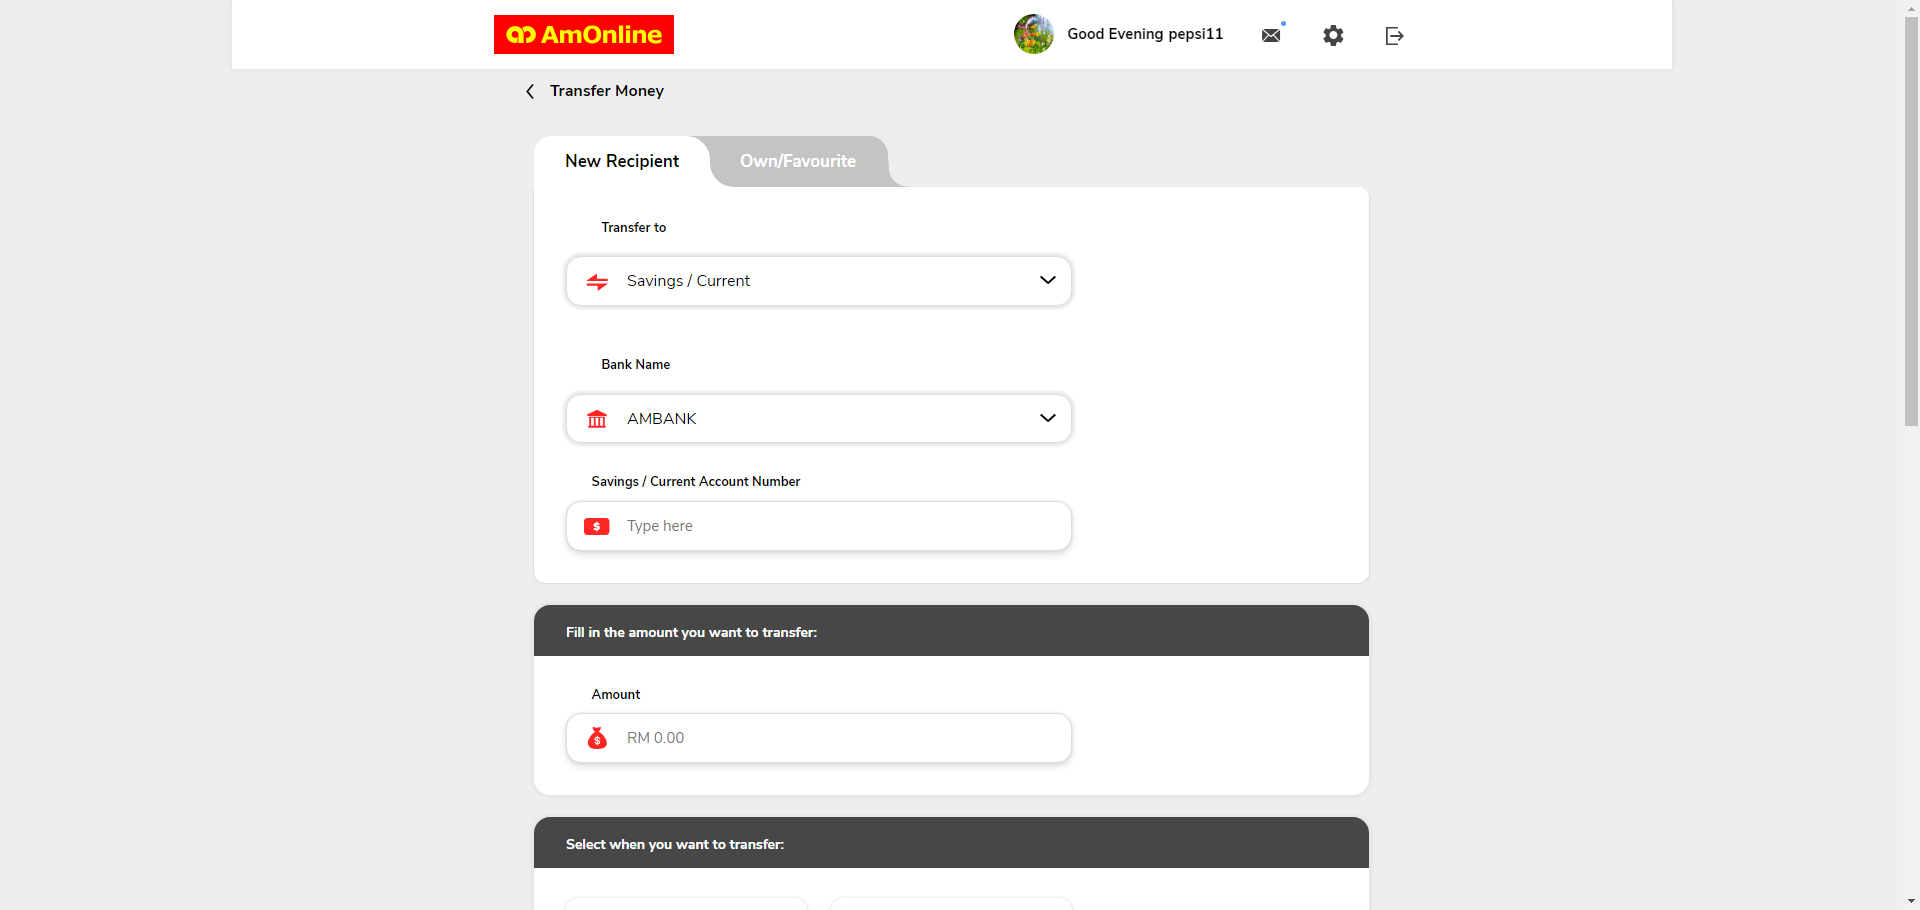 AmOnline
Good Evening pepsi11
Transfer Money
New Recipient
Own/Favourite
Transfer to
Savings / Current
Bank Name
AMBANK
Savings / Current Account Number
$ Type here
Fill in the amount you want to transfer:
Amount
$ RM 0.00
Select when you want to transfer: